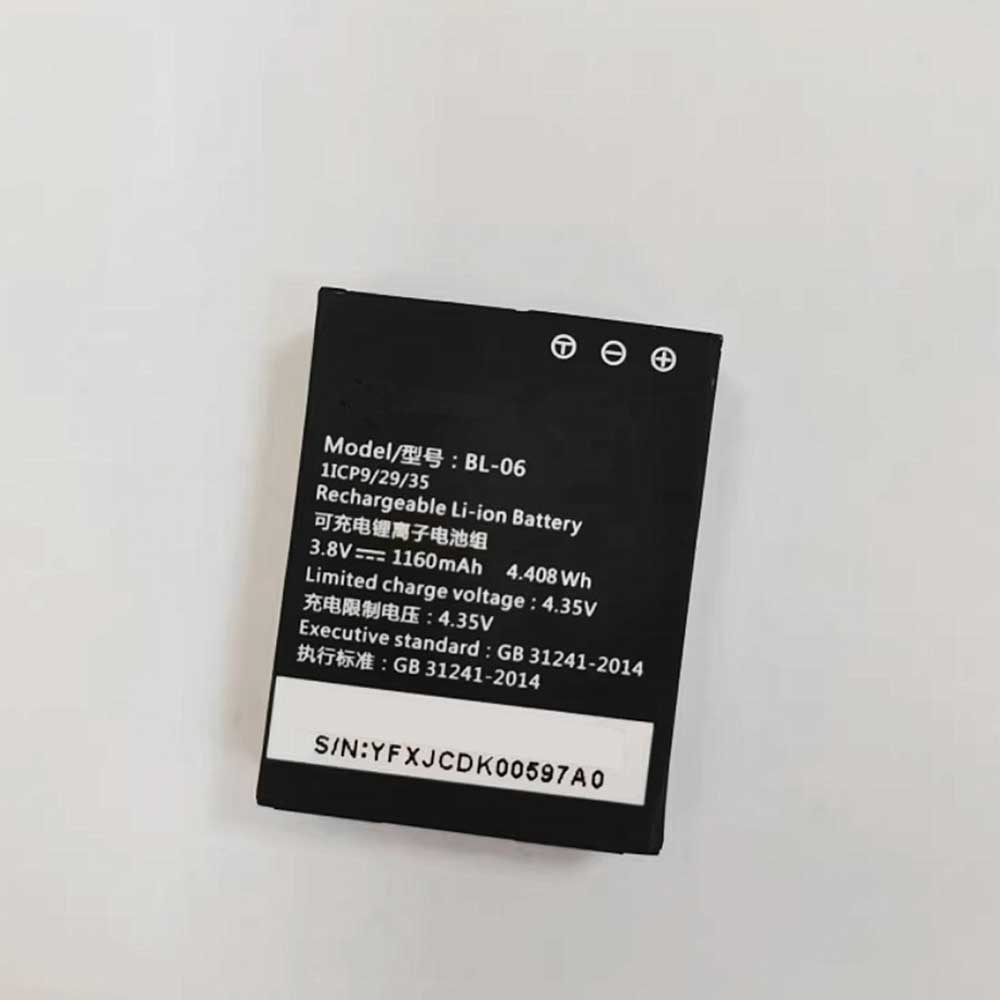 T − +
Model/型号：BL-06
1ICP9/29/35
Rechargeable Li-ion Battery
可充电锂离子电池组
3.8V⎓ 1160mAh 4.408Wh
Limited charge voltage : 4.35V
充电限制电压：4.35V
Executive standard : GB 31241-2014
执行标准：GB 31241-2014
S/N:YFXJCDK00597A0